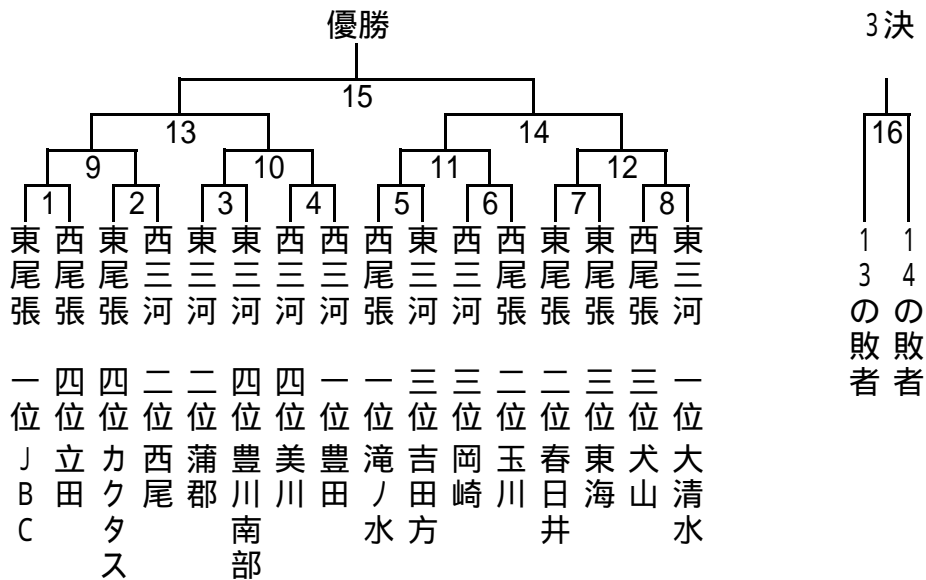 優勝
3決
15
13
14
16
9
10
11
12
1
2
3
4
5
6
7
8
東尾張 一位 JBC
西尾張 四位 立田
東尾張 四位 カクタス
西三河 二位 西尾
東三河 二位 蒲郡
東三河 四位 豊川南部
西三河 四位 美川
西三河 一位 豊田
西尾張 一位 滝ノ水
東三河 三位 吉田方
西三河 三位 岡崎
西尾張 二位 玉川
東尾張 二位 春日井
東尾張 三位 東海
西尾張 三位 犬山
東三河 一位 大清水
13の敗者
14の敗者